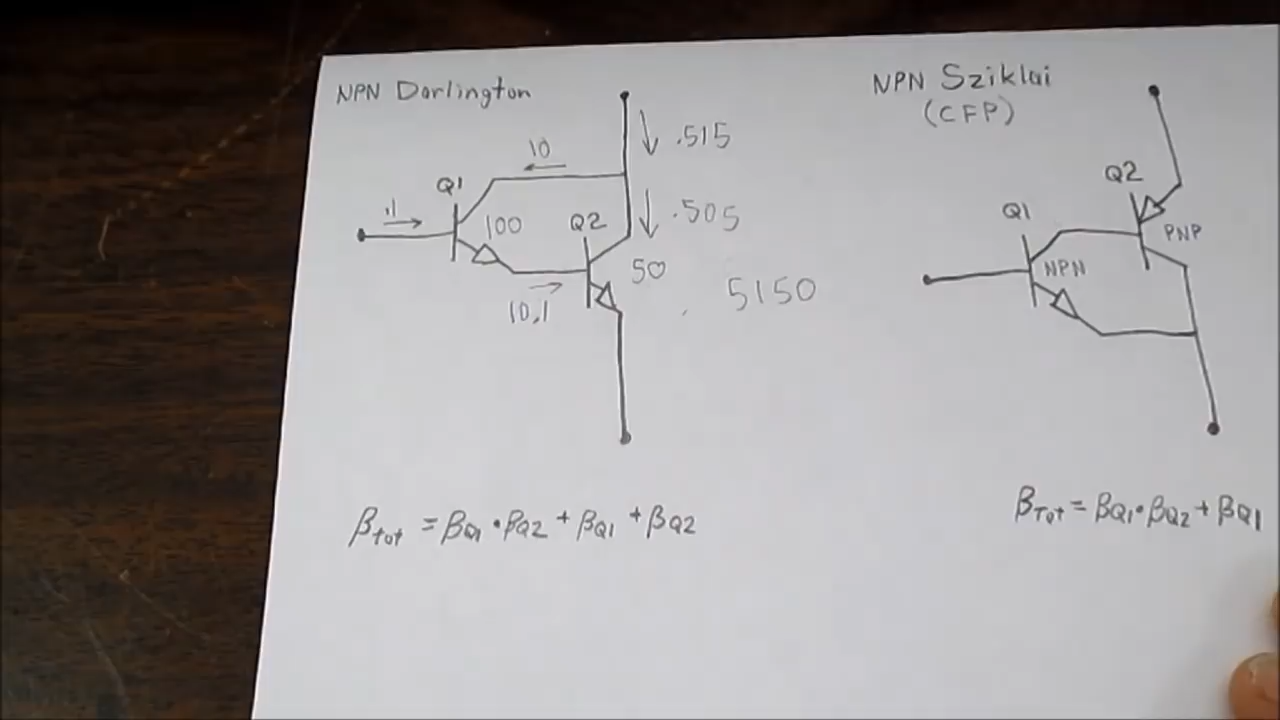 NPN Darlington
.515
10
Q1
.1
100
Q2
.505
50
10.1
5150
βtot = βQ1 • βQ2 + βQ1 + βQ2
NPN Sziklai
(CFP)
Q2
Q1
PNP
NPN
βTot = βQ1 • βQ2 + βQ1